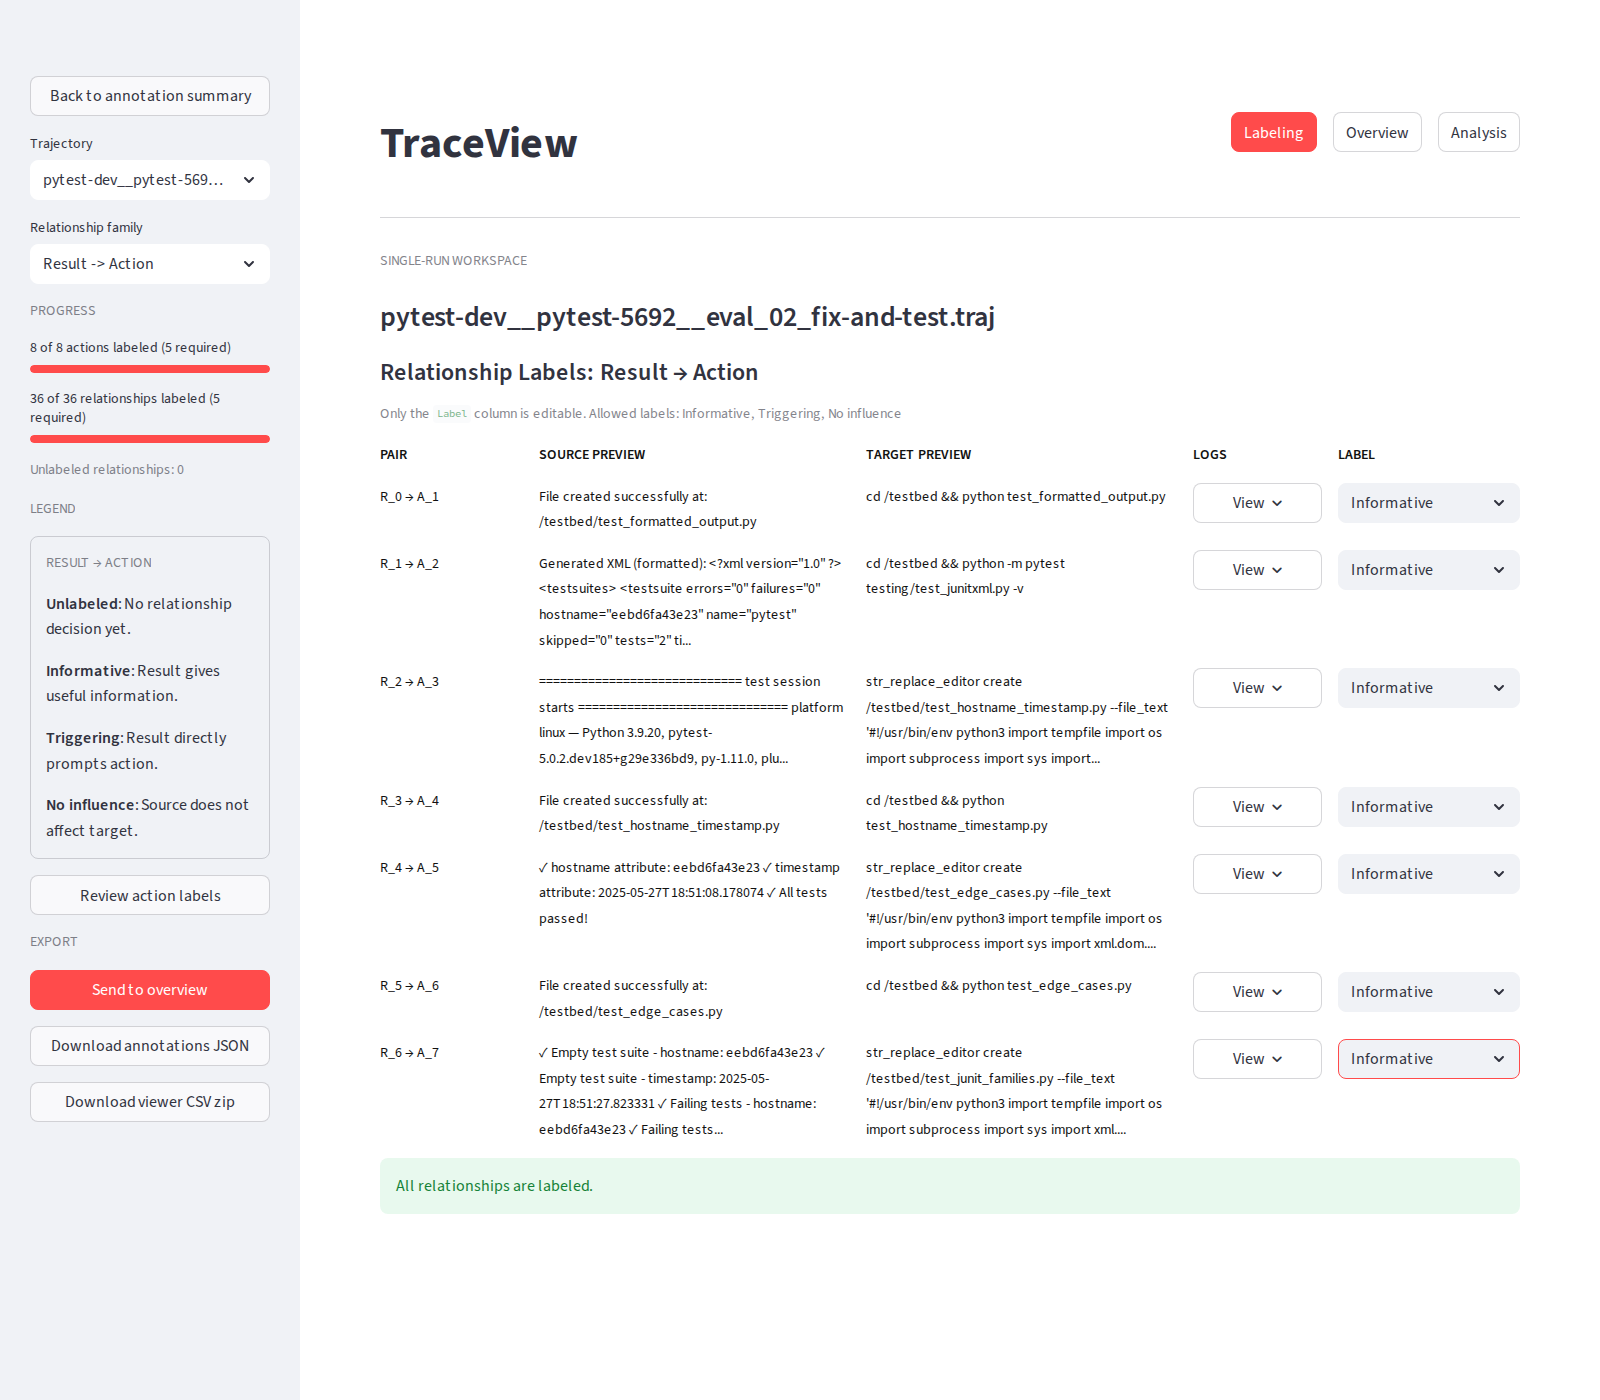 Back to annotation summary
Trajectory
pytest-dev__pytest-569...
Relationship family
Result -> Action
PROGRESS
8 of 8 actions labeled (5 required)
36 of 36 relationships labeled (5
required)
Unlabeled relationships: 0
LEGEND
RESULT → ACTION
Unlabeled: No relationship
decision yet.
Informative: Result gives
useful information.
Triggering: Result directly
prompts action.
No influence: Source does not
affect target.
Review action labels
EXPORT
Send to overview
Download annotations JSON
Download viewer CSV zip
TraceView
Labeling
Overview
Analysis
SINGLE-RUN WORKSPACE
pytest-dev__pytest-5692__eval_02_fix-and-test.traj
Relationship Labels: Result → Action
Only the Label column is editable. Allowed labels: Informative, Triggering, No influence
PAIR SOURCE PREVIEW TARGET PREVIEW LOGS LABEL
R_0 → A_1
File created successfully at:
/testbed/test_formatted_output.py
cd /testbed && python test_formatted_output.py
View
Informative
R_1 → A_2
Generated XML (formatted): <?xml version="1.0" ?>
<testsuites> <testsuite errors="0" failures="0"
hostname="eebd6fa43e23" name="pytest"
skipped="0" tests="2" ti...
cd /testbed && python -m pytest
testing/test_junitxml.py -v
View
Informative
R_2 → A_3
============================= test session
starts ============================== platform
linux — Python 3.9.20, pytest-
5.0.2.dev185+g29e336bd9, py-1.11.0, plu...
str_replace_editor create
/testbed/test_hostname_timestamp.py --file_text
'#!/usr/bin/env python3 import tempfile import os
import subprocess import sys import...
View
Informative
R_3 → A_4
File created successfully at:
/testbed/test_hostname_timestamp.py
cd /testbed && python
test_hostname_timestamp.py
View
Informative
R_4 → A_5
✓ hostname attribute: eebd6fa43e23 ✓ timestamp
attribute: 2025-05-27T18:51:08.178074 ✓ All tests
passed!
str_replace_editor create
/testbed/test_edge_cases.py --file_text
'#!/usr/bin/env python3 import tempfile import os
import subprocess import sys import xml.dom....
View
Informative
R_5 → A_6
File created successfully at:
/testbed/test_edge_cases.py
cd /testbed && python test_edge_cases.py
View
Informative
R_6 → A_7
✓ Empty test suite - hostname: eebd6fa43e23 ✓
Empty test suite - timestamp: 2025-05-
27T18:51:27.823331 ✓ Failing tests - hostname:
eebd6fa43e23 ✓ Failing tests...
str_replace_editor create
/testbed/test_junit_families.py --file_text
'#!/usr/bin/env python3 import tempfile import os
import subprocess import sys import xml....
View
Informative
All relationships are labeled.